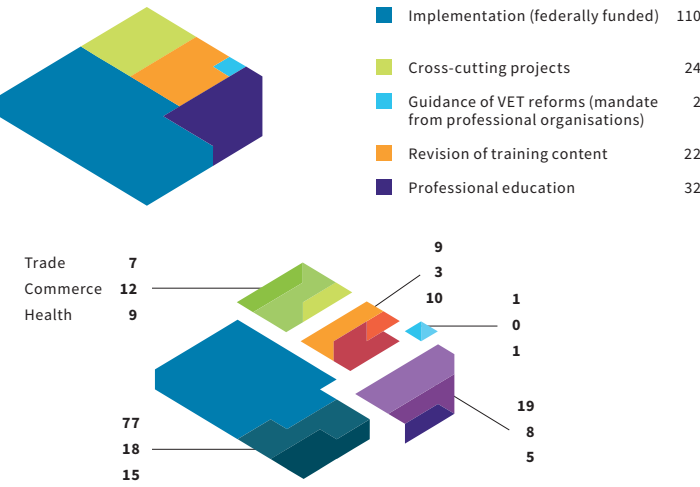 Implementation (federally funded) 110
Cross-cutting projects 24
Guidance of VET reforms (mandate 2
from professional organisations)
Revision of training content 22
Professional education 32
Trade 7
Commerce 12
Health 9
9
3
10
1
0
1
19
8
5
77
18
15